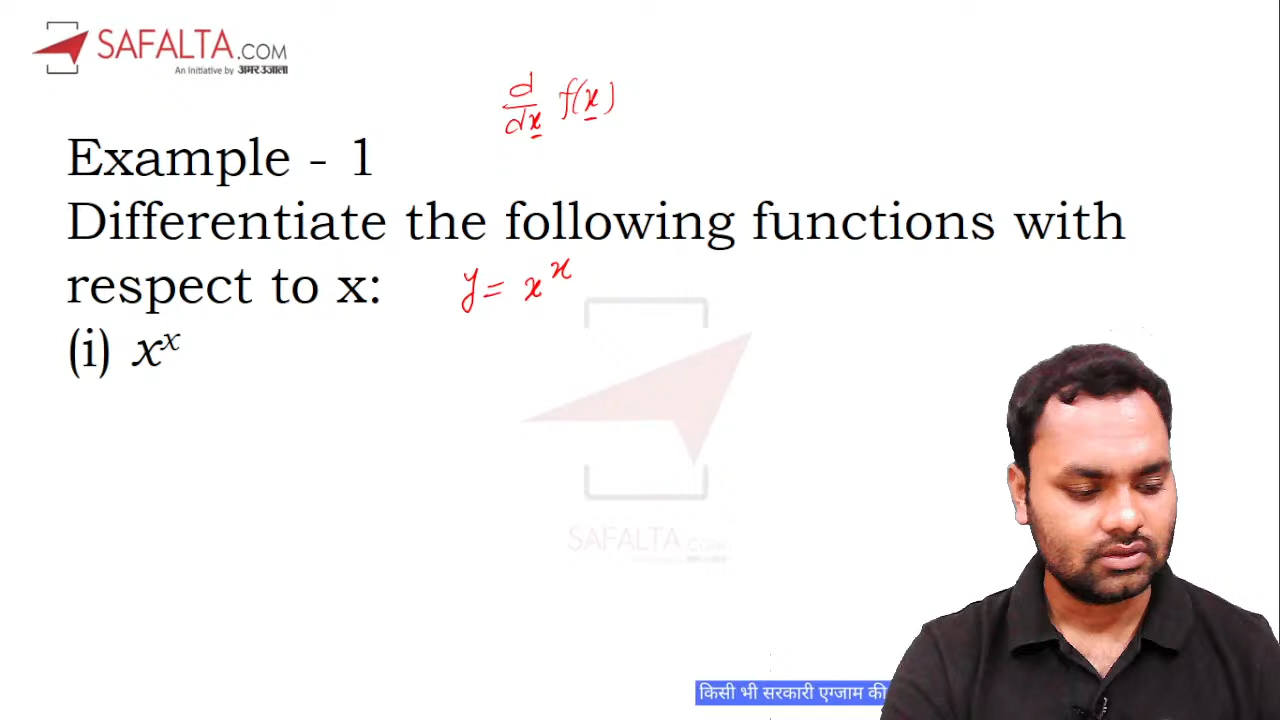 SAFALTA.COM
An Initiative by अमर उजाला
d/dx f(x)
Example - 1
Differentiate the following functions with
respect to x:
y = x^x
(i) x^x
SAFALTA
किसी भी सरकारी एग्जाम की